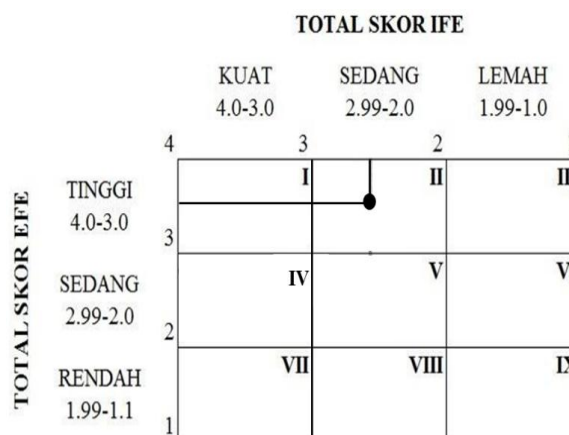 TOTAL SKOR IFE
KUAT SEDANG LEMAH
4.0-3.0 2.99-2.0 1.99-1.0
4 3 2
I II
TINGGI
4.0-3.0
3
TOTAL SKOR EFE
IV V
SEDANG
2.99-2.0
2
VII VIII
RENDAH
1.99-1.1
1